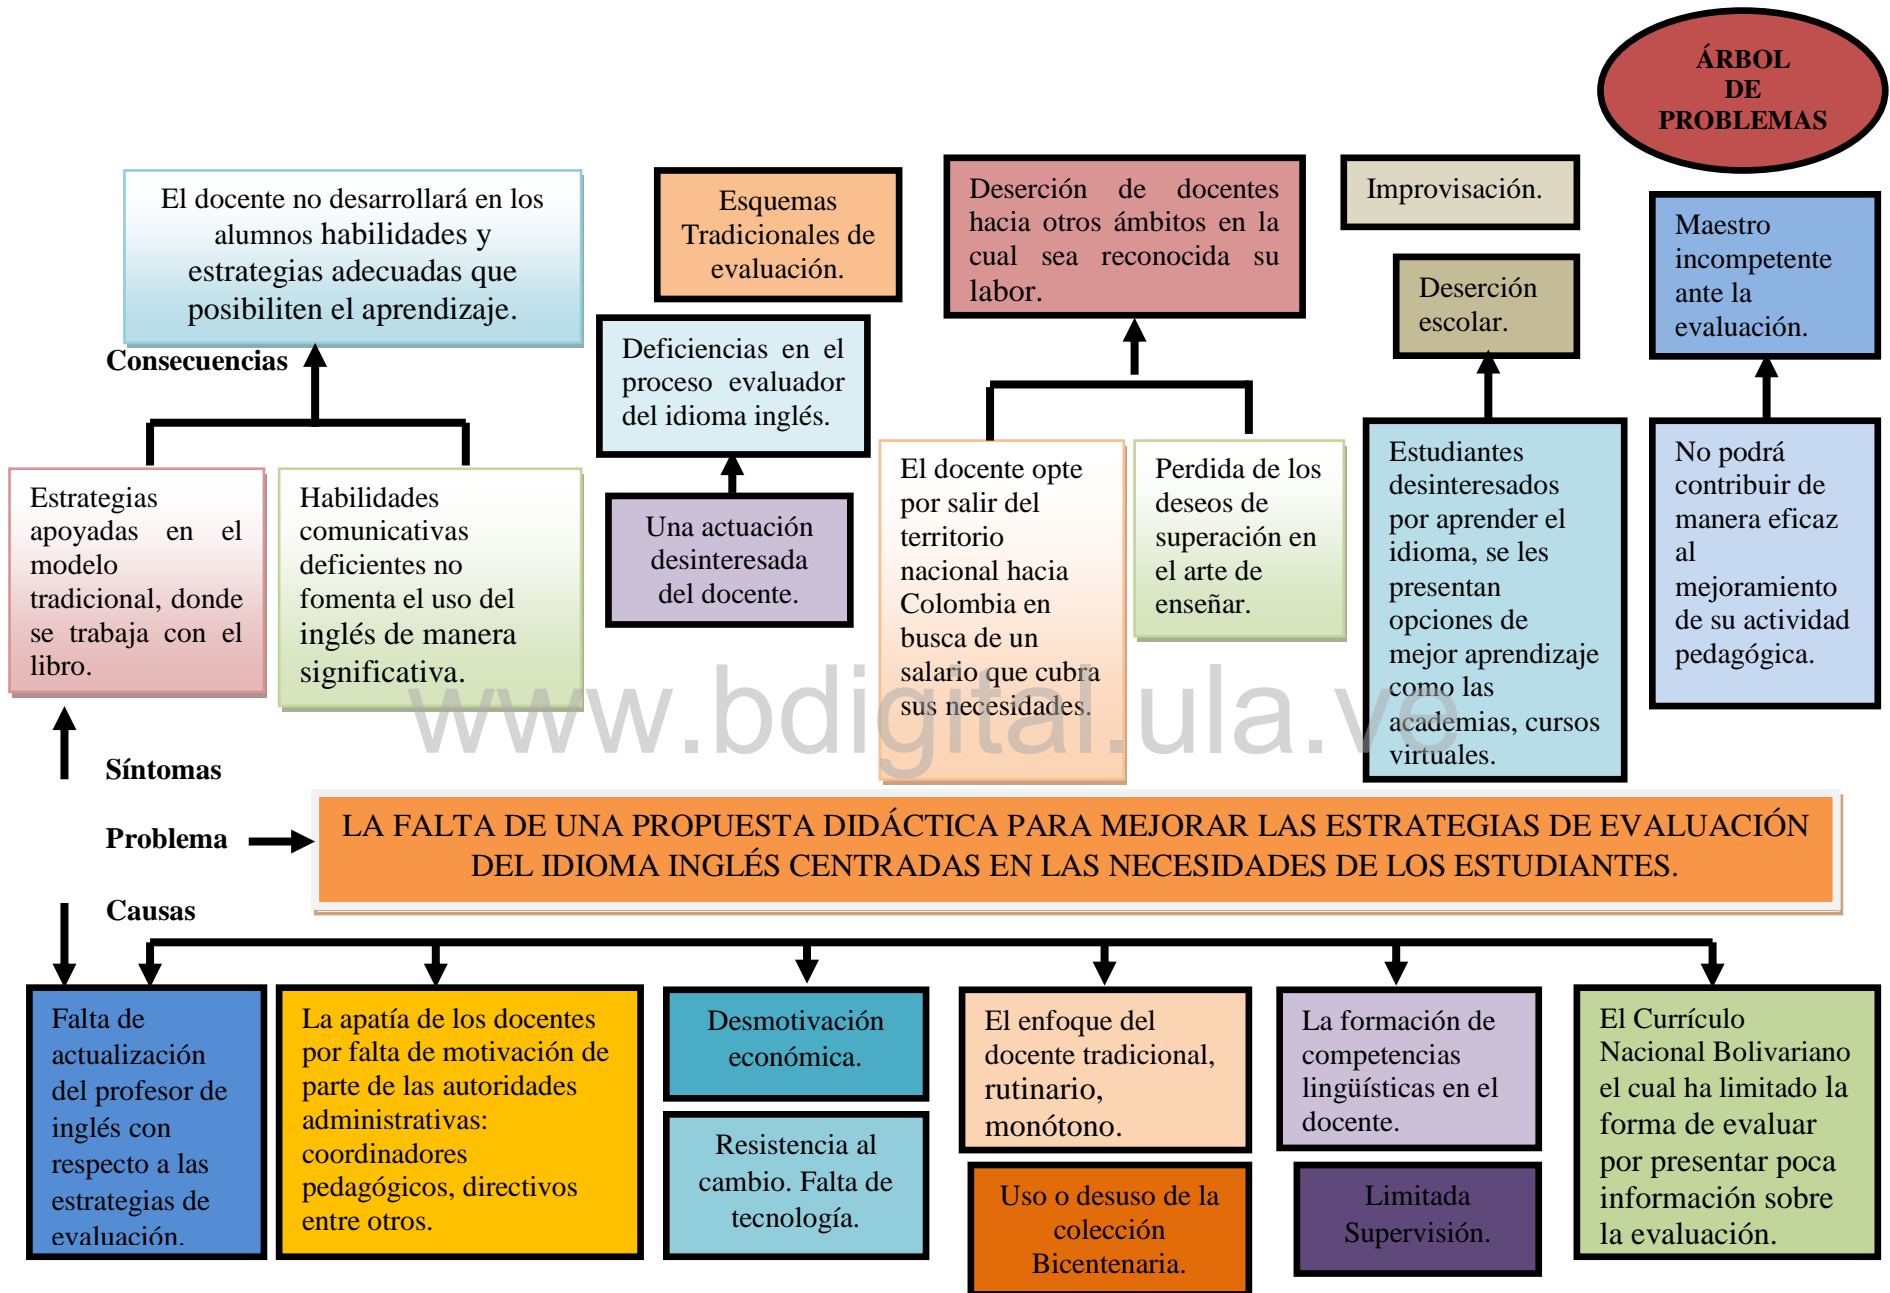 ÁRBOL
DE
PROBLEMAS
El docente no desarrollará en los
alumnos habilidades y
estrategias adecuadas que
posibiliten el aprendizaje.
Esquemas
Tradicionales de
evaluación.
Deserción de docentes
hacia otros ámbitos en la
cual sea reconocida su
labor.
Improvisación.
Maestro
incompetente
ante la
evaluación.
Deserción
escolar.
Consecuencias
Deficiencias en el
proceso evaluador
del idioma inglés.
Estrategias
apoyadas en el
modelo
tradicional, donde
se trabaja con el
libro.
Habilidades
comunicativas
deficientes no
fomenta el uso del
inglés de manera
significativa.
Una actuación
desinteresada
del docente.
El docente opte
por salir del
territorio
nacional hacia
Colombia en
busca de un
salario que cubra
sus necesidades.
Perdida de los
deseos de
superación en
el arte de
enseñar.
Estudiantes
desinteresados
por aprender el
idioma, se les
presentan
opciones de
mejor aprendizaje
como las
academias, cursos
virtuales.
No podrá
contribuir de
manera eficaz
al
mejoramiento
de su actividad
pedagógica.
www.bdigital.ula.ve
Síntomas
Problema
LA FALTA DE UNA PROPUESTA DIDÁCTICA PARA MEJORAR LAS ESTRATEGIAS DE EVALUACIÓN
DEL IDIOMA INGLÉS CENTRADAS EN LAS NECESIDADES DE LOS ESTUDIANTES.
Causas
Falta de
actualización
del profesor de
inglés con
respecto a las
estrategias de
evaluación.
La apatía de los docentes
por falta de motivación de
parte de las autoridades
administrativas:
coordinadores
pedagógicos, directivos
entre otros.
Desmotivación
económica.
Resistencia al
cambio. Falta de
tecnología.
El enfoque del
docente tradicional,
rutinario,
monótono.
Uso o desuso de la
colección
Bicentenaria.
La formación de
competencias
lingüísticas en el
docente.
Limitada
Supervisión.
El Currículo
Nacional Bolivariano
el cual ha limitado la
forma de evaluar
por presentar poca
información sobre
la evaluación.